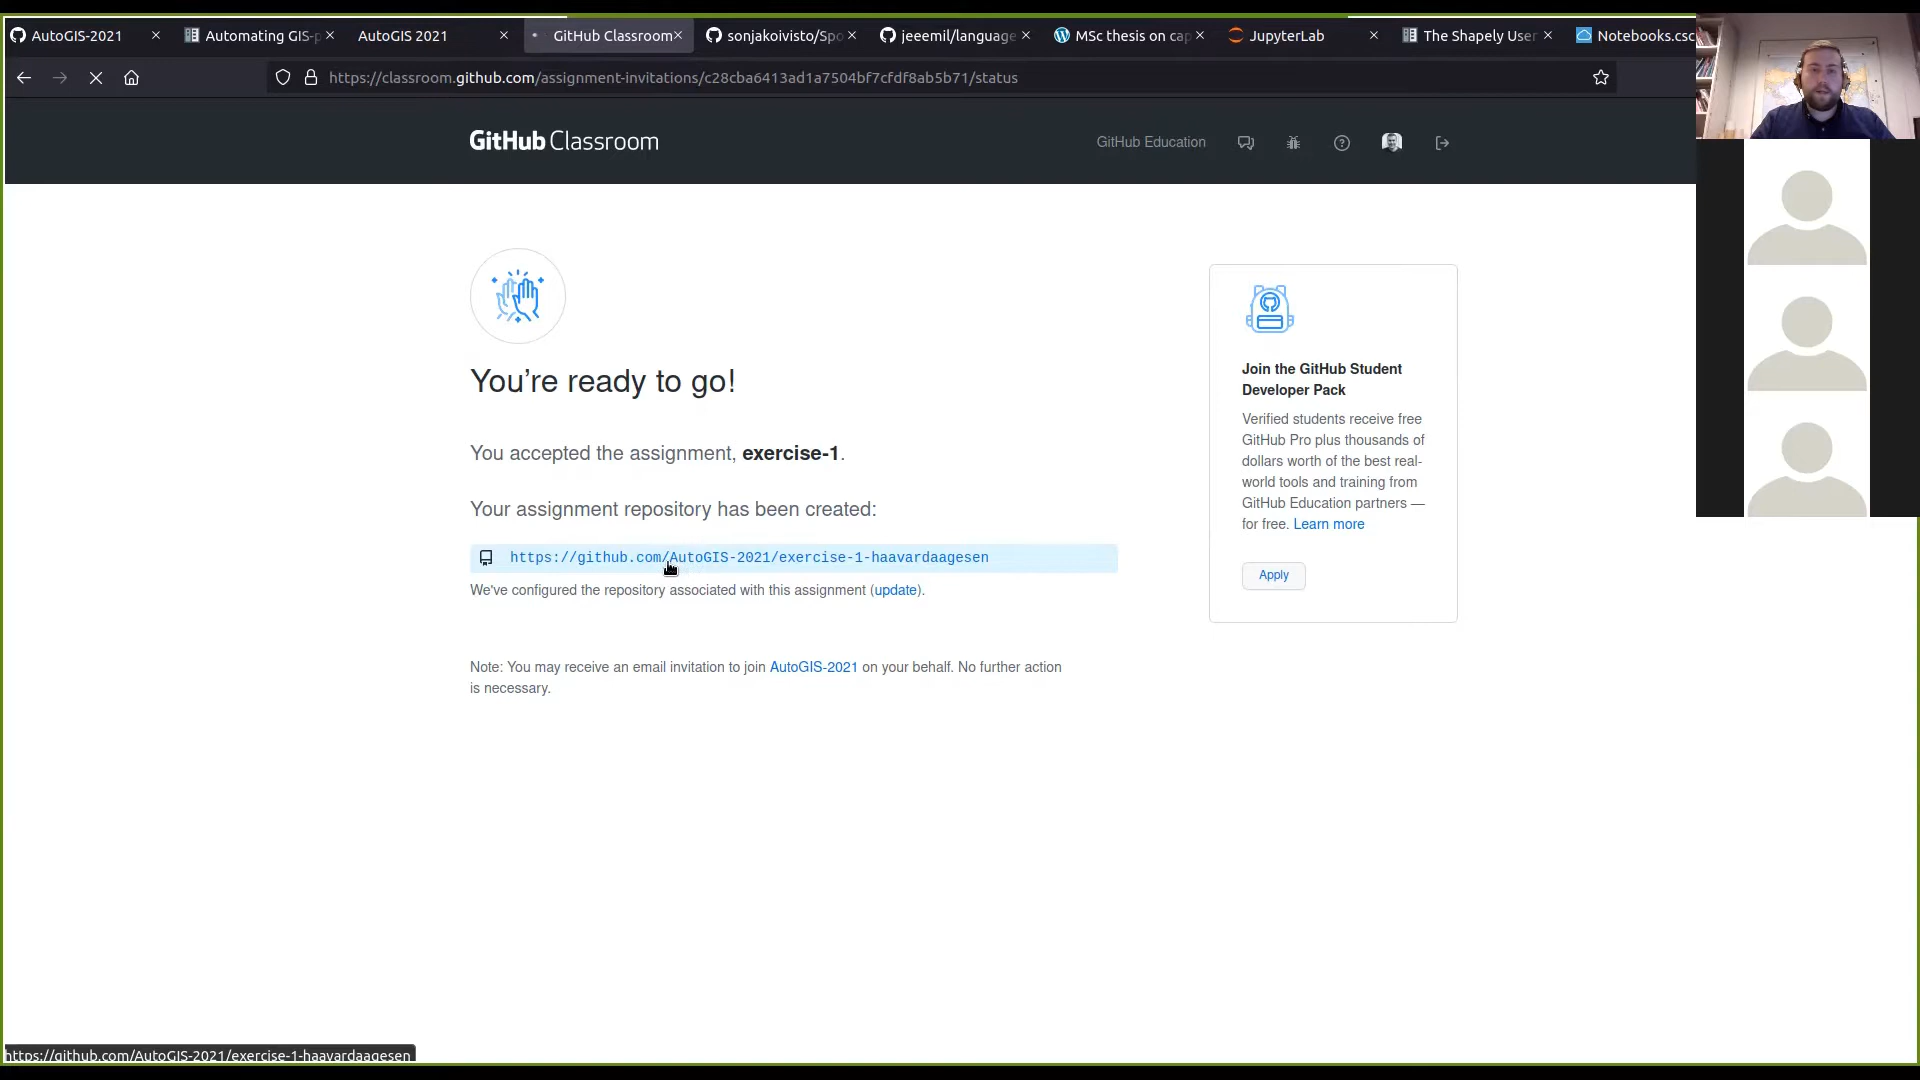 AutoGIS-2021
Automating GIS-p
AutoGIS 2021
GitHub Classroom
sonjakoivisto/Spo
jeeemil/language
MSc thesis on cap
JupyterLab
The Shapely User
Notebooks.csc
https://classroom.github.com/assignment-invitations/c28cba6413ad1a7504bf7cfdf8ab5b71/status
GitHub Classroom
GitHub Education
You’re ready to go!
You accepted the assignment, exercise-1.
Your assignment repository has been created:
https://github.com/AutoGIS-2021/exercise-1-haavardaagesen
We've configured the repository associated with this assignment (update).
Note: You may receive an email invitation to join AutoGIS-2021 on your behalf. No further action
is necessary.
Join the GitHub Student
Developer Pack
Verified students receive free
GitHub Pro plus thousands of
dollars worth of the best real-
world tools and training from
GitHub Education partners —
for free. Learn more
Apply
https://github.com/AutoGIS-2021/exercise-1-haavardaagesen